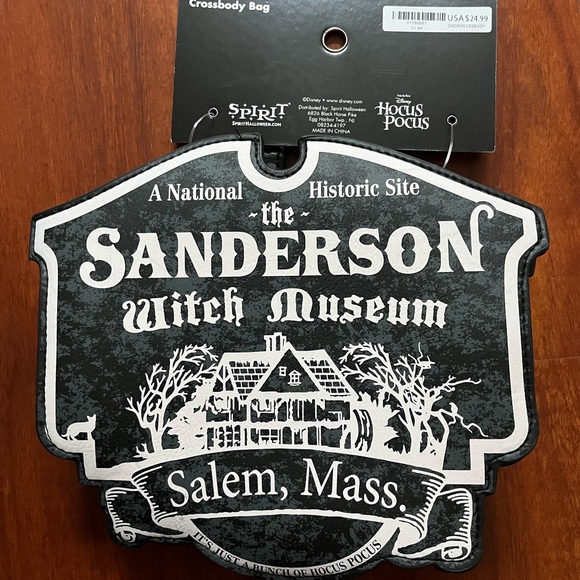 Crossbody Bag
USA $24.99
SPIRIT
SPIRITHALLOWEEN.COM
©Disney • www.disney.com
Distributed by: Spirit Halloween
6826 Black Horse Pike
Egg Harbor Twp., NJ
08234-4197
MADE IN CHINA
Disney
HOCUS
POCUS
A National Historic Site
- the -
SANDERSON
Witch Museum
Salem, Mass.
IT'S JUST A BUNCH OF HOCUS POCUS